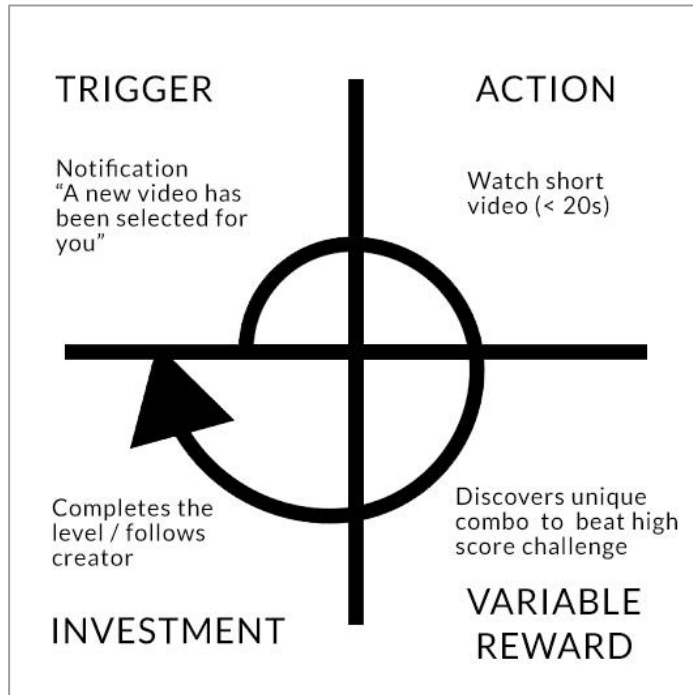 TRIGGER
Notification
“A new video has
been selected for
you”
ACTION
Watch short
video (< 20s)
Completes the
level / follows
creator
INVESTMENT
Discovers unique
combo to beat high
score challenge
VARIABLE
REWARD